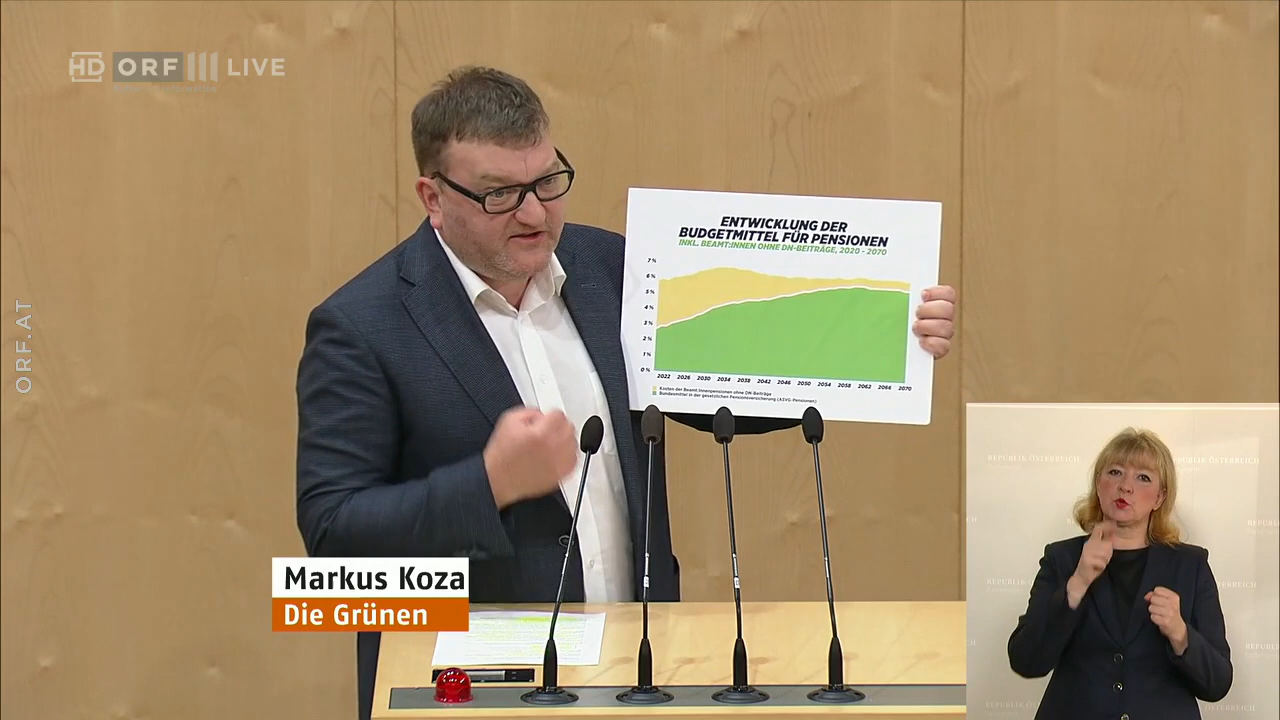 HD ORF III LIVE
ORF.AT
ENTWICKLUNG DER
BUDGETMITTEL FÜR PENSIONEN
INKL. BEAMT:INNEN OHNE DN-BEITRÄGE, 2020 - 2070
7 %
6 %
5 %
4 %
3 %
2 %
1 %
0 %
2022 2026 2030 2034 2038 2042 2046 2050 2054 2058 2062 2066 2070
Kosten der Beamt:innenpensionen ohne DN-Beiträge
Bundesmittel in der gesetzlichen Pensionsversicherung (ASVG-Pensionen)
Markus Koza
Die Grünen
REPUBLIK ÖSTERREICH
REPUBLIK ÖSTERREICH